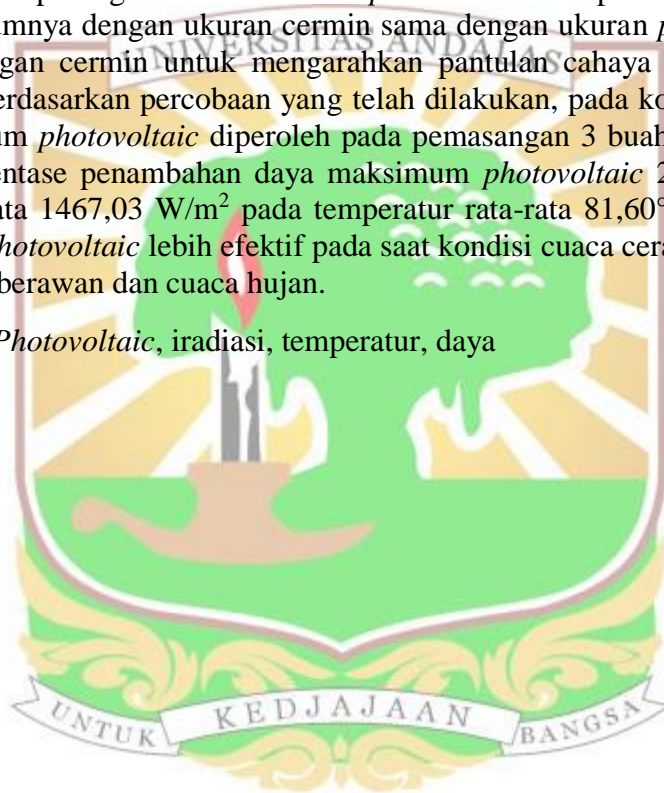 umnya dengan ukuran cermin sama dengan ukuran
UNIVERSITAS ANDALAS
gan cermin untuk mengarahkan pantulan cahaya
erdasarkan percobaan yang telah dilakukan, pada ko
um photovoltaic diperoleh pada pemasangan 3 buah
entase penambahan daya maksimum photovoltaic 2
ata 1467,03 W/m² pada temperatur rata-rata 81,60°
hotovoltaic lebih efektif pada saat kondisi cuaca cera
berawan dan cuaca hujan.
Photovoltaic, iradiasi, temperatur, daya
UNTUK KEDJAJAAN BANGSA